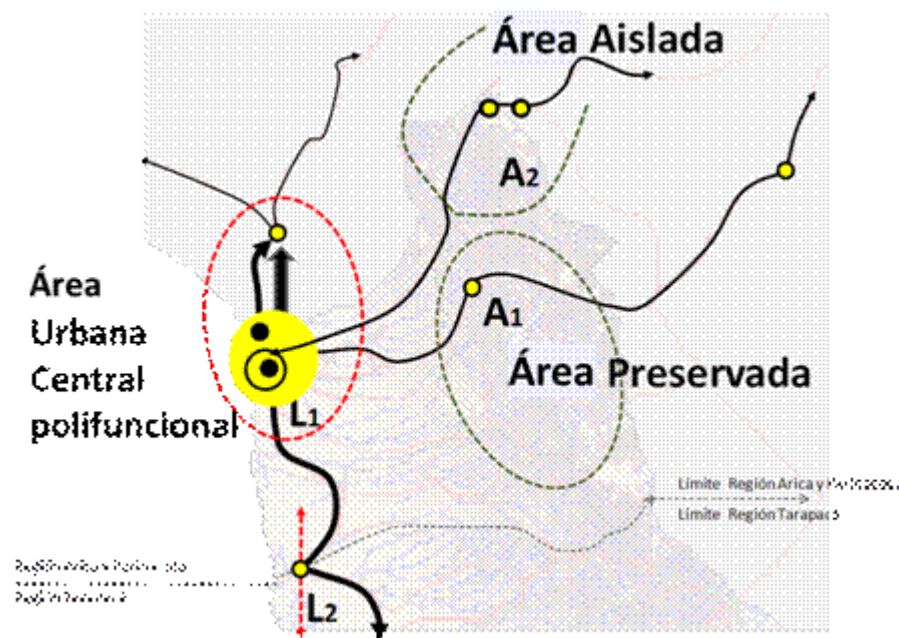 Área Aislada
A2
Área
Urbana
Central
polifuncional
A1
Área Preservada
L1
Límite Región Arica y
Límite Región Tarapacá
L2